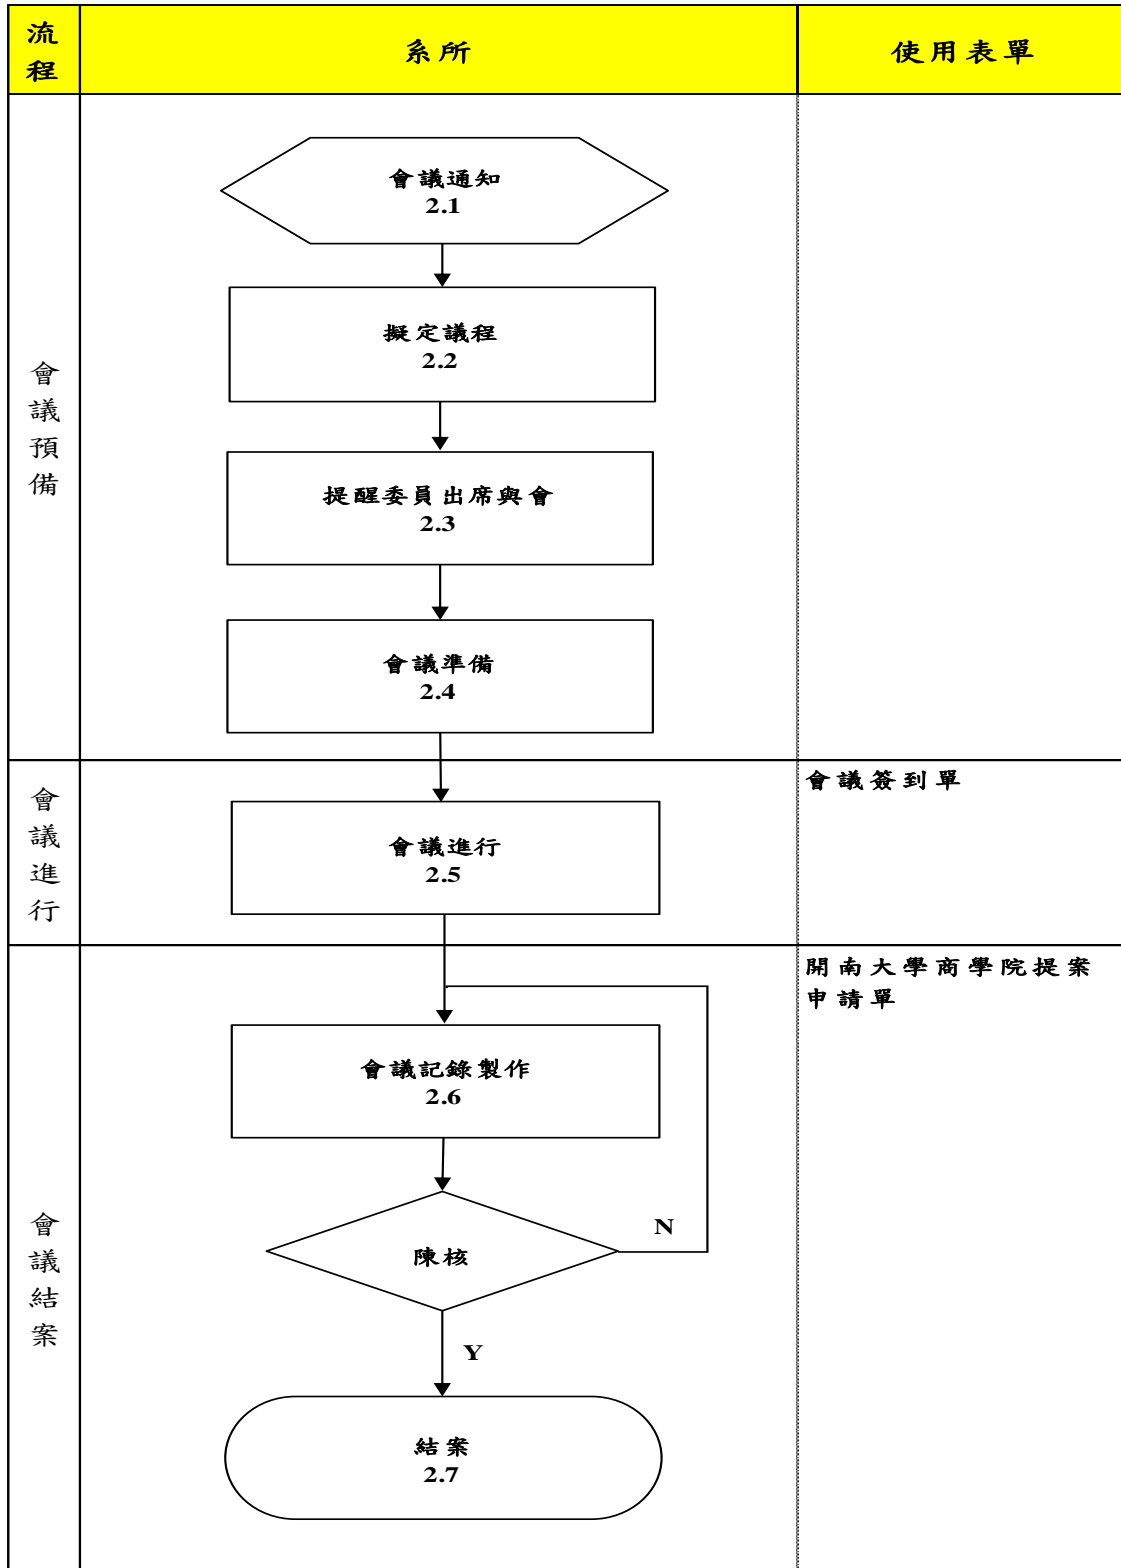 流
程
系所
使用表單
會
議
預
備
會議通知
2.1
擬定議程
2.2
提醒委員出席與會
2.3
會議準備
2.4
會
議
進
行
會議進行
2.5
會議簽到單
會
議
結
案
會議記錄製作
2.6
陳核
N
Y
結案
2.7
開南大學商學院提案
申請單